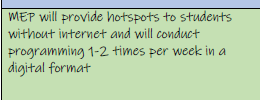 MEP will provide hotspots to students
without internet and will conduct
programming 1-2 times per week in a
digital format